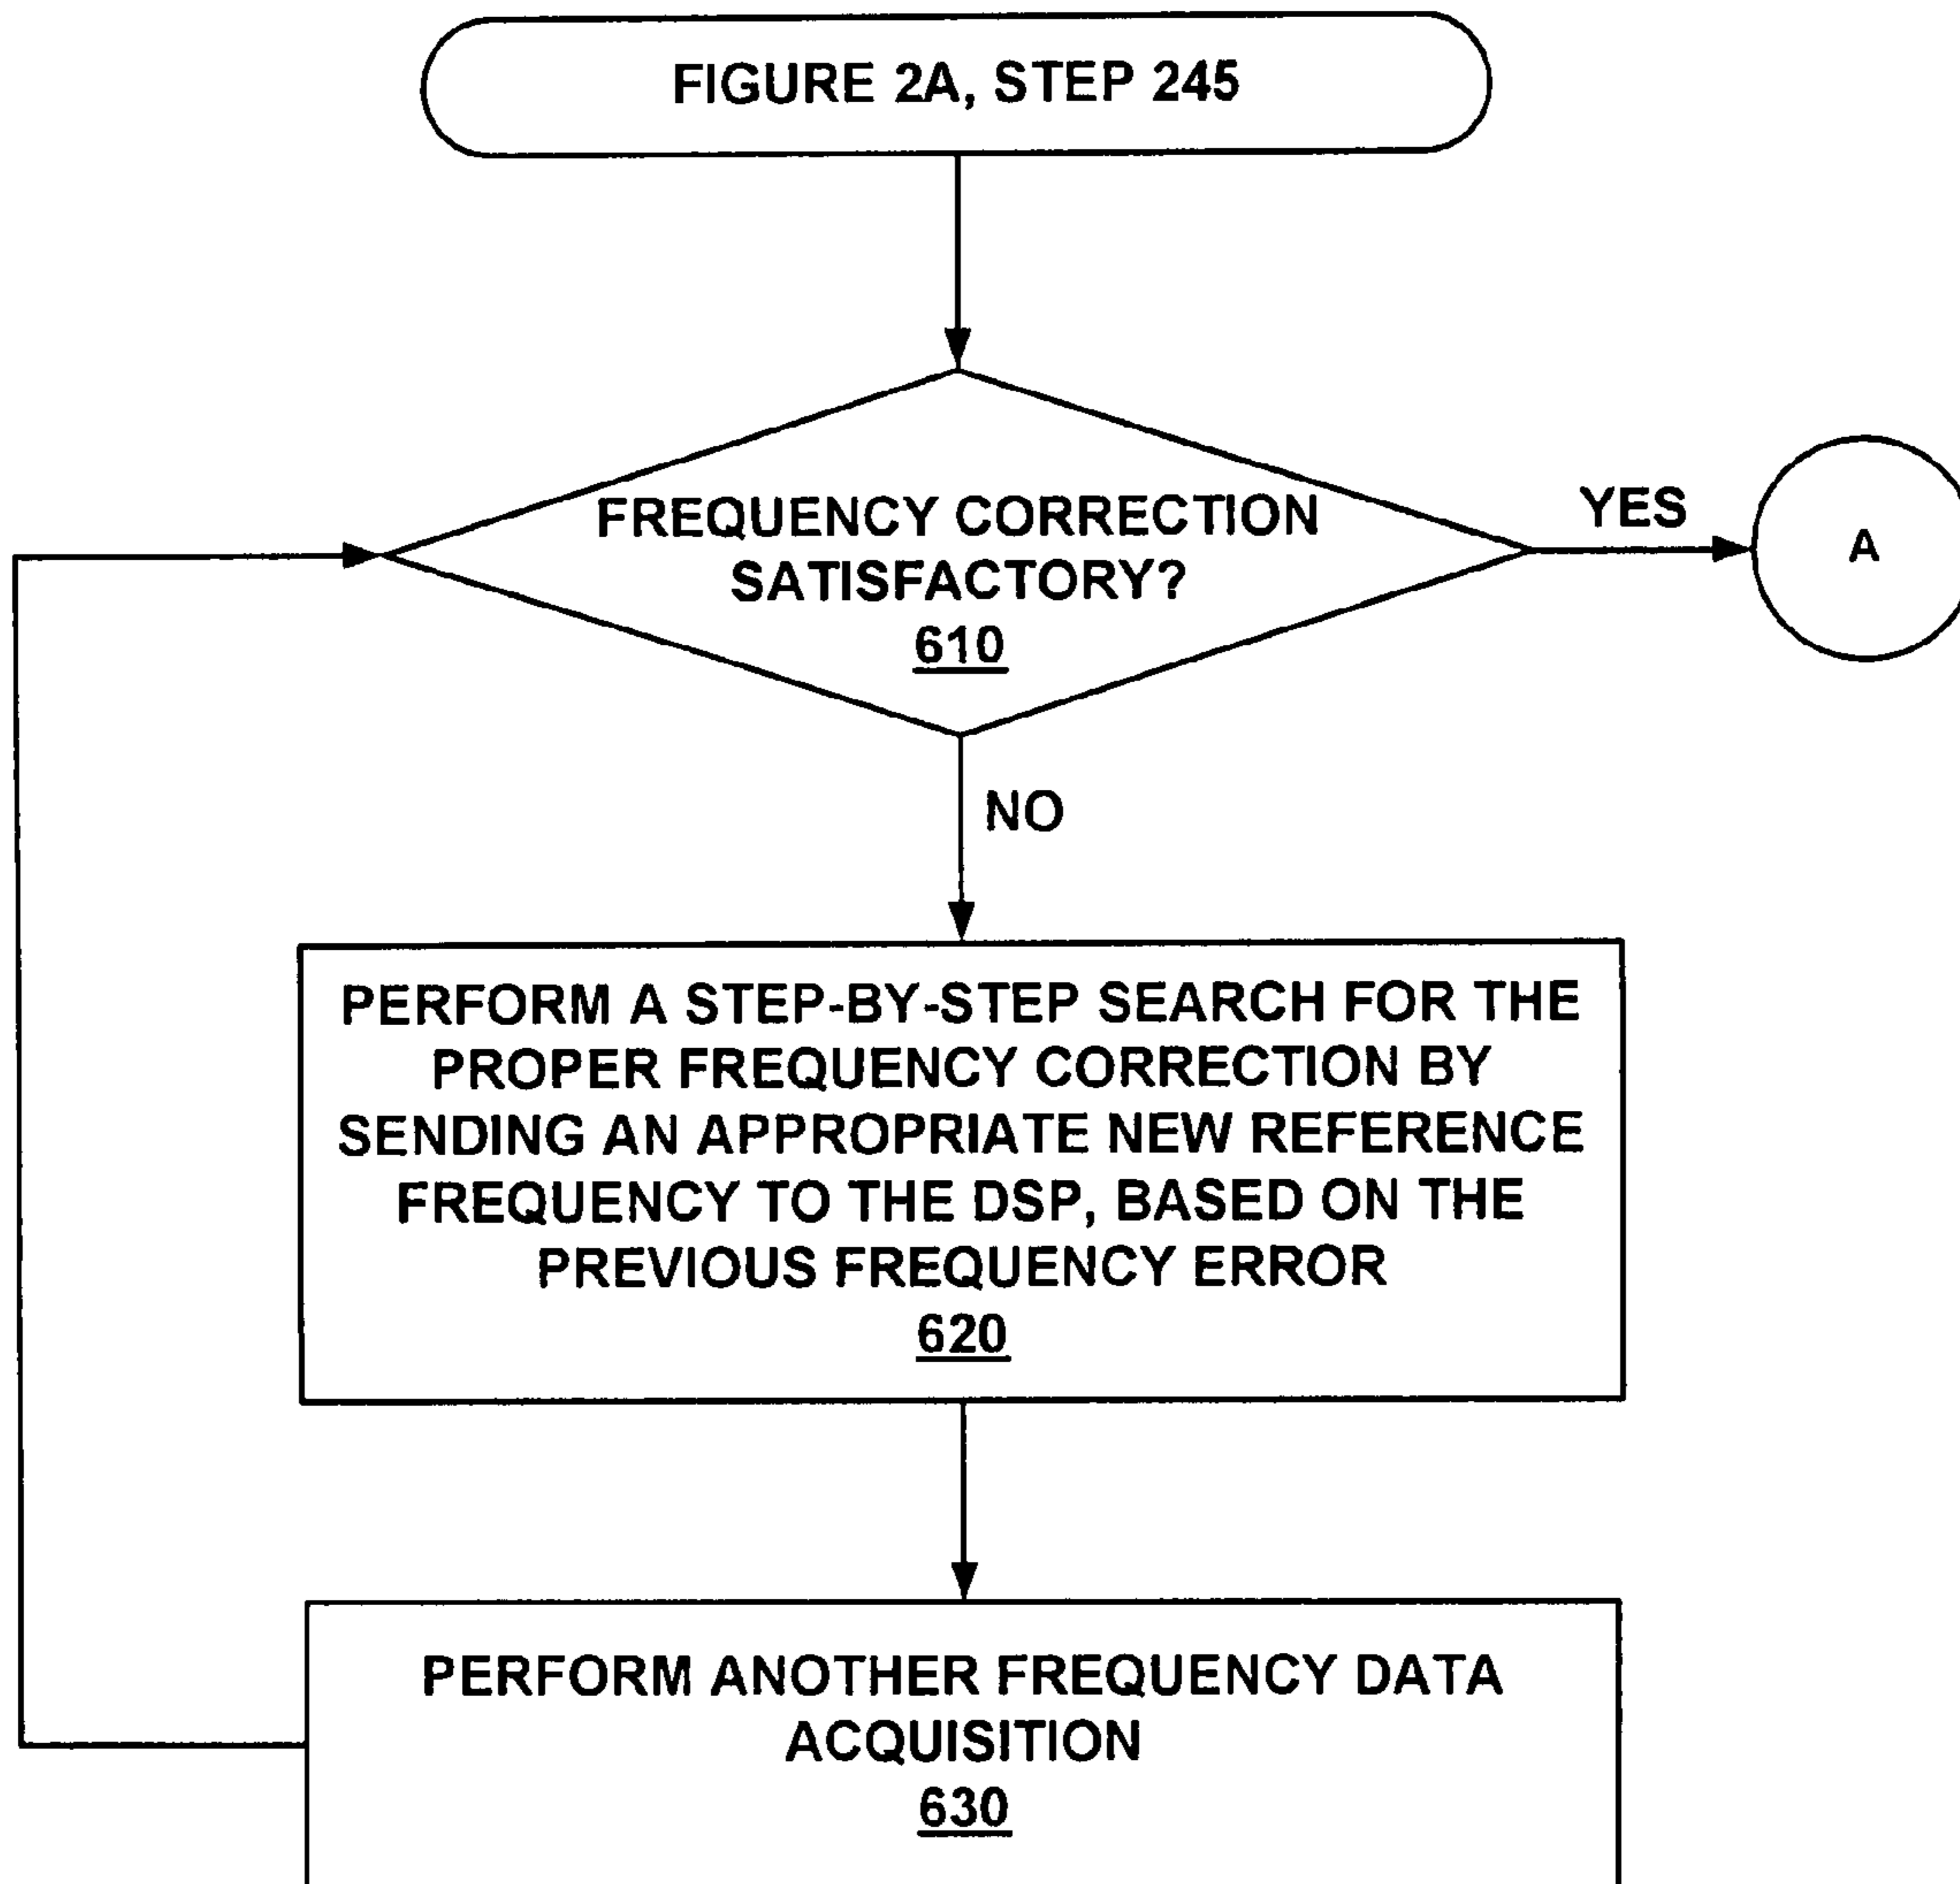 FIGURE 2A, STEP 245
FREQUENCY CORRECTION
SATISFACTORY?
610
YES
A
NO
PERFORM A STEP-BY-STEP SEARCH FOR THE
PROPER FREQUENCY CORRECTION BY
SENDING AN APPROPRIATE NEW REFERENCE
FREQUENCY TO THE DSP, BASED ON THE
PREVIOUS FREQUENCY ERROR
620
PERFORM ANOTHER FREQUENCY DATA
ACQUISITION
630